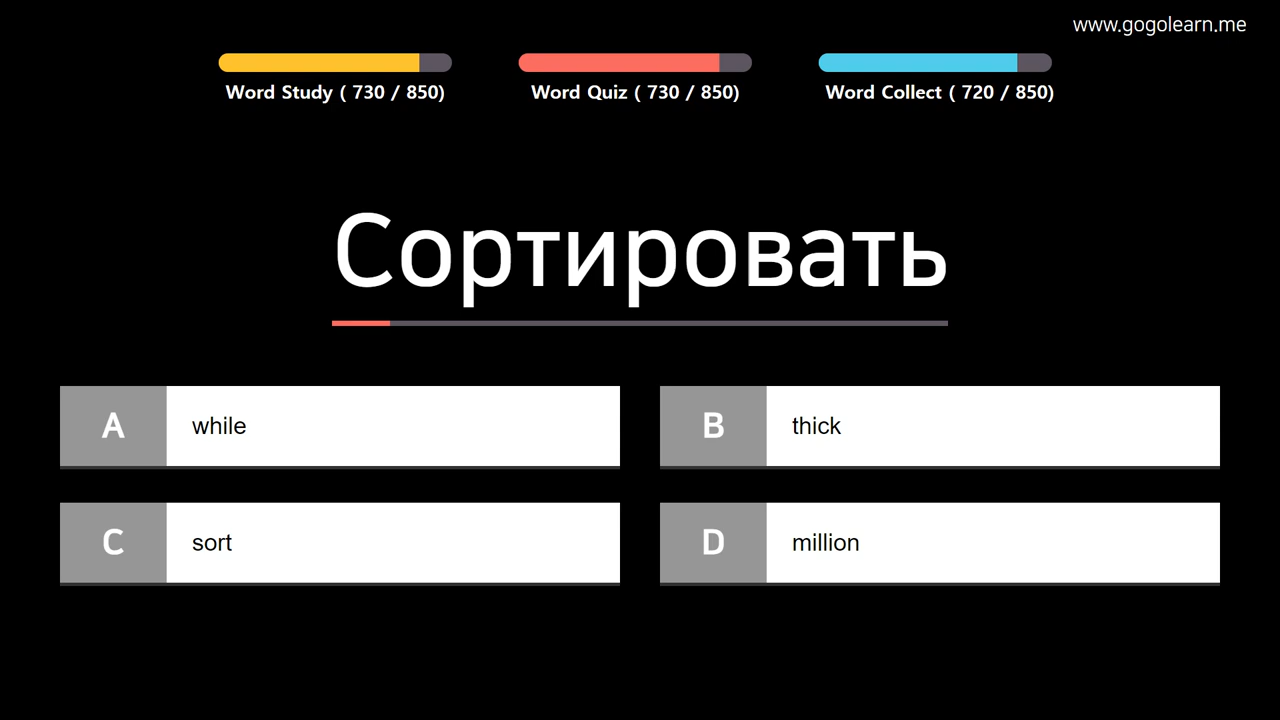 www.gogolearn.me
Word Study ( 730 / 850)
Word Quiz ( 730 / 850)
Word Collect ( 720 / 850)
Сортировать
A while
B thick
C sort
D million